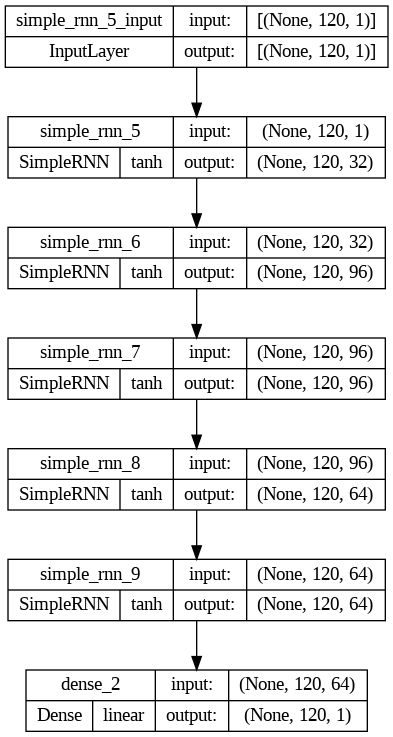 simple_rnn_5_input input: [(None, 120, 1)]
InputLayer output: [(None, 120, 1)]
simple_rnn_5 input: (None, 120, 1)
SimpleRNN tanh output: (None, 120, 32)
simple_rnn_6 input: (None, 120, 32)
SimpleRNN tanh output: (None, 120, 96)
simple_rnn_7 input: (None, 120, 96)
SimpleRNN tanh output: (None, 120, 96)
simple_rnn_8 input: (None, 120, 96)
SimpleRNN tanh output: (None, 120, 64)
simple_rnn_9 input: (None, 120, 64)
SimpleRNN tanh output: (None, 120, 64)
dense_2 input: (None, 120, 64)
Dense linear output: (None, 120, 1)